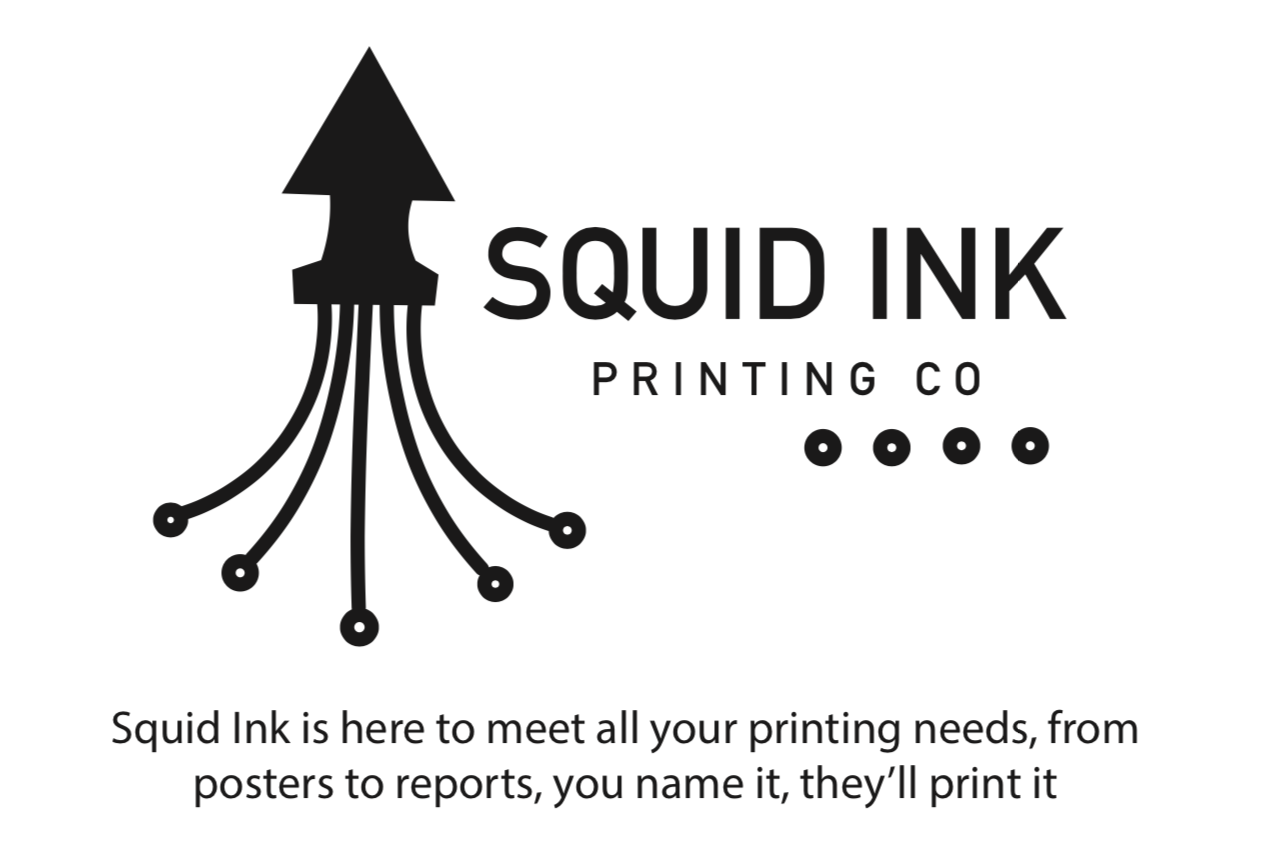 SQUID INK
PRINTING CO
Squid Ink is here to meet all your printing needs, from
posters to reports, you name it, they’ll print it